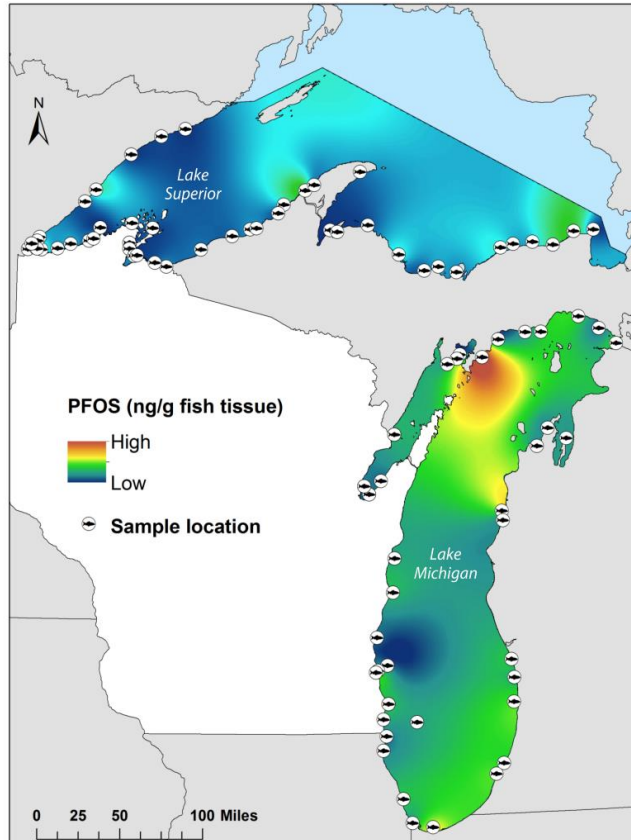 N
Lake
Superior
PFOS (ng/g fish tissue)
High
Low
Sample location
Lake
Michigan
0 25 50 100 Miles